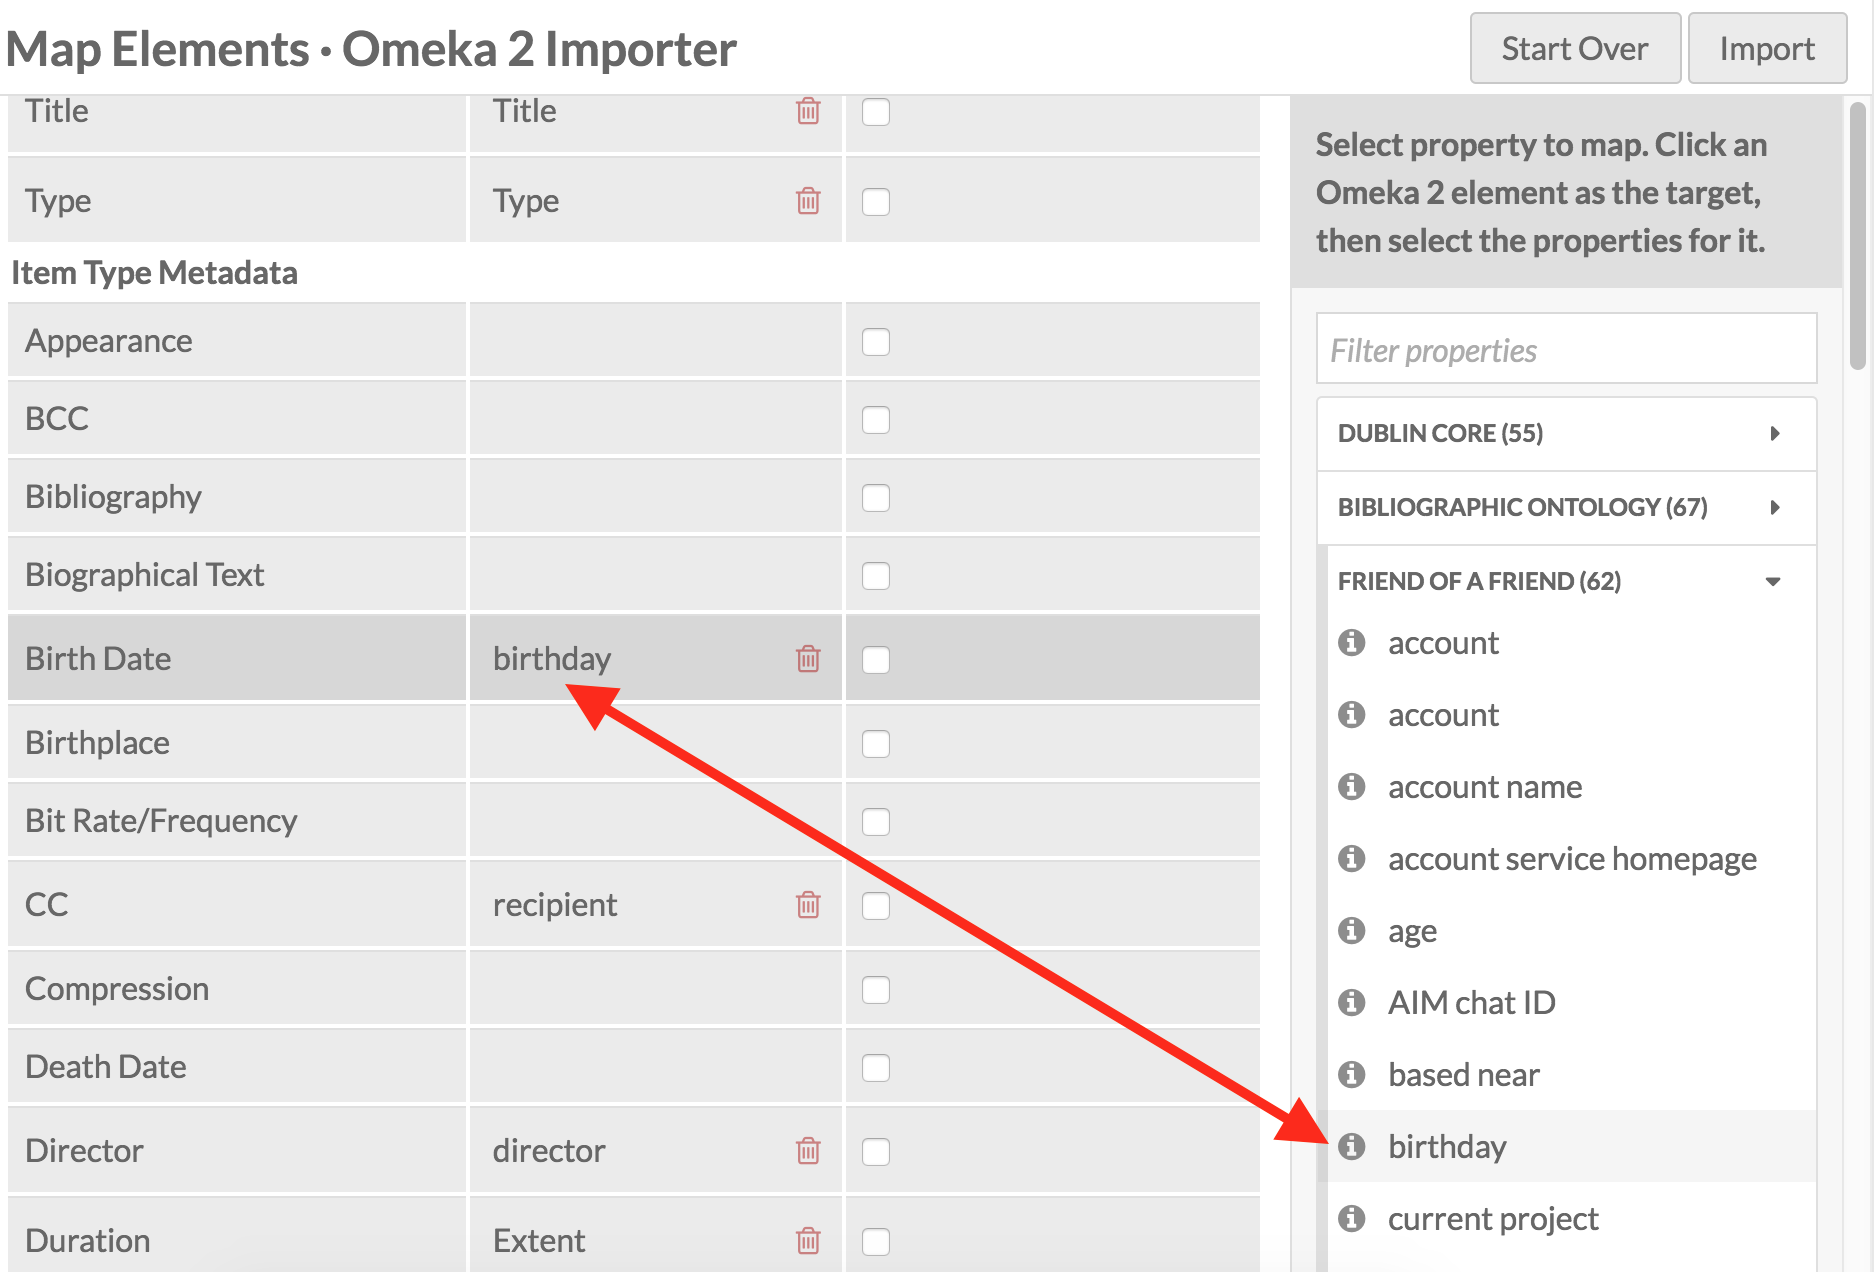 Map Elements · Omeka 2 Importer
Start Over
Import
Title Title
Type Type
Item Type Metadata
Appearance
BCC
Bibliography
Biographical Text
Birth Date birthday
Birthplace
Bit Rate/Frequency
CC recipient
Compression
Death Date
Director director
Duration Extent
Select property to map. Click an
Omeka 2 element as the target,
then select the properties for it.
Filter properties
DUBLIN CORE (55)
BIBLIOGRAPHIC ONTOLOGY (67)
FRIEND OF A FRIEND (62)
account
account
account name
account service homepage
age
AIM chat ID
based near
birthday
current project